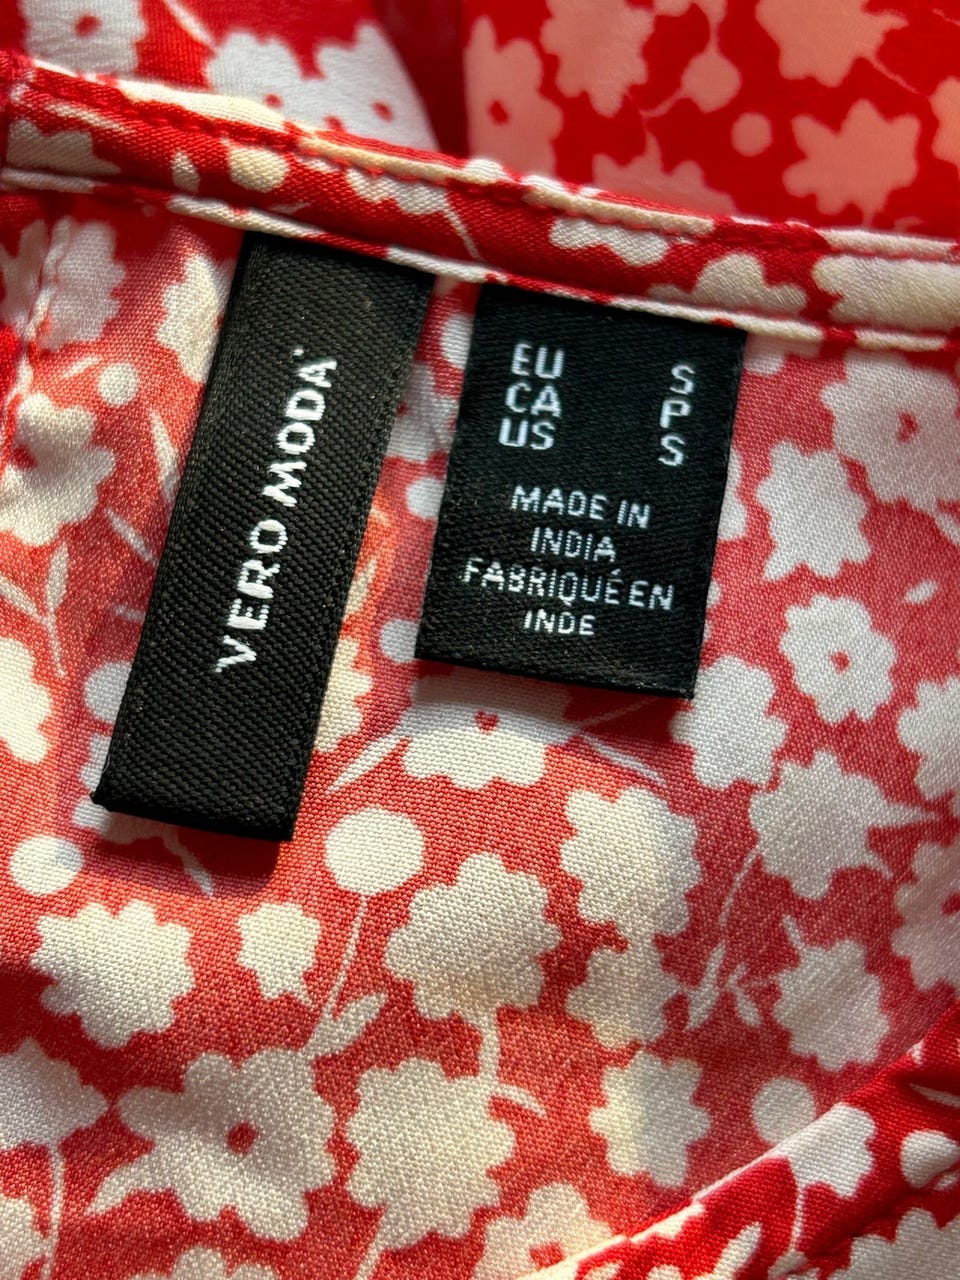 VERO MODA
EU S
CA P
US S
MADE IN
INDIA
FABRIQUÉ EN
INDE